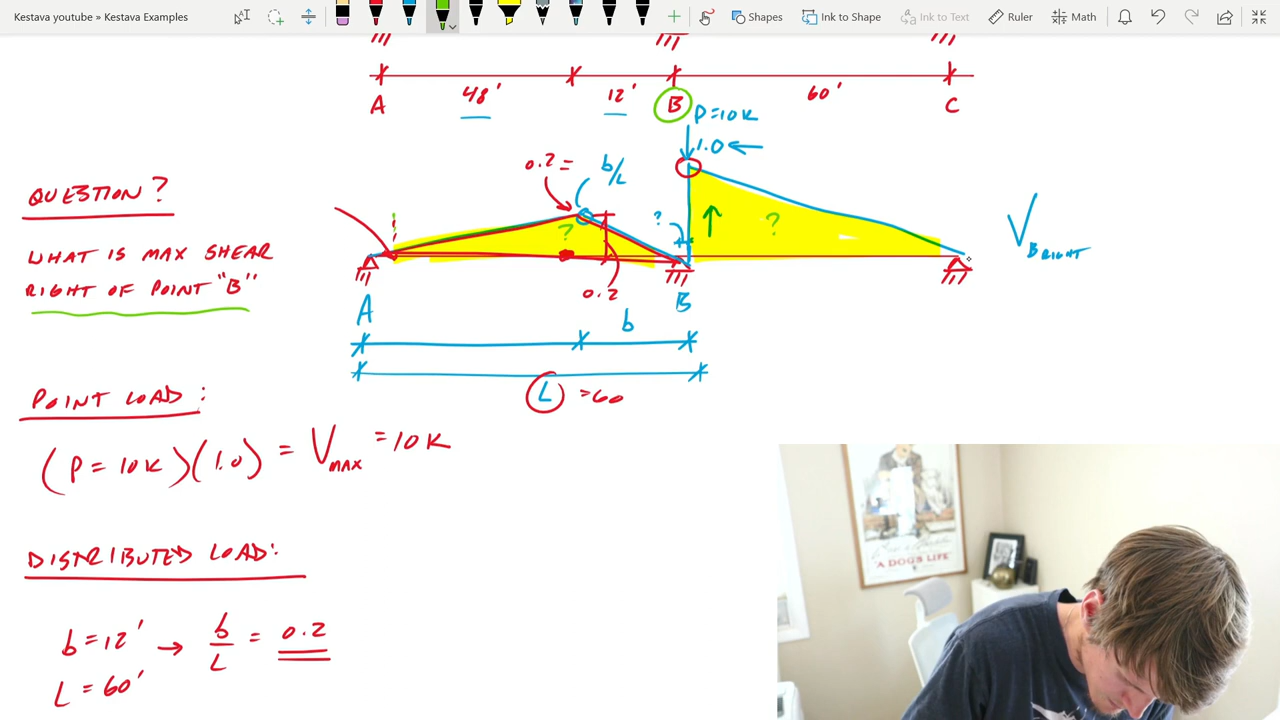 Kestava youtube » Kestava Examples
Shapes
Ink to Shape
Ink to Text
Ruler
Math
48'
12'
60'
A
B
C
P=10K
1.0
0.2=
b/L
?
?
?
V B RIGHT
QUESTION?
WHAT IS MAX SHEAR
RIGHT OF POINT "B"
0.2
A
B
b
L =60
POINT LOAD:
(P=10K)(1.0) = VMAX =10K
DISTRIBUTED LOAD:
b=12' → b/L = 0.2
L=60'
"A DOG'S LIFE"